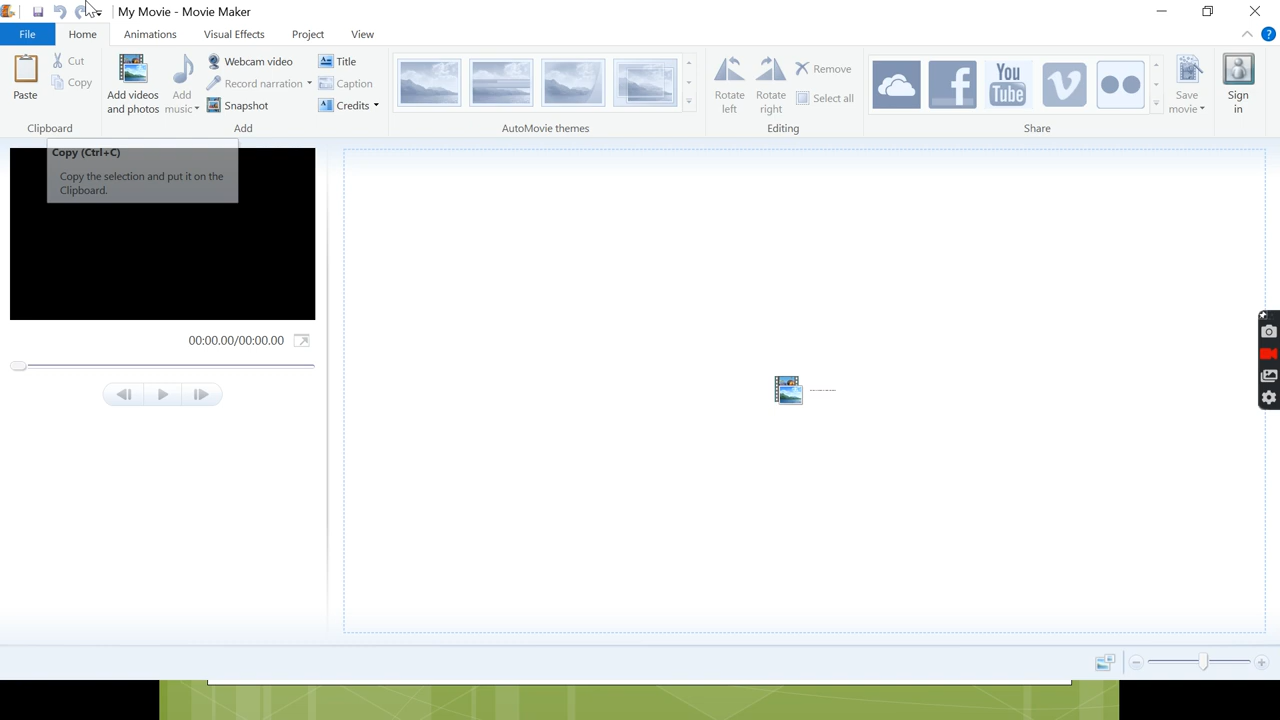 My Movie - Movie Maker
File
Home
Animations
Visual Effects
Project
View
Paste
Cut
Copy
Clipboard
Add videos
and photos
Add
music
Webcam video
Record narration
Snapshot
Title
Caption
Credits
Add
AutoMovie themes
Rotate
left
Rotate
right
Remove
Select all
Editing
f
You
Tube
V
Share
Save
movie
Sign
in
?
Copy (Ctrl+C)
Copy the selection and put it on the
Clipboard.
00:00.00/00:00.00